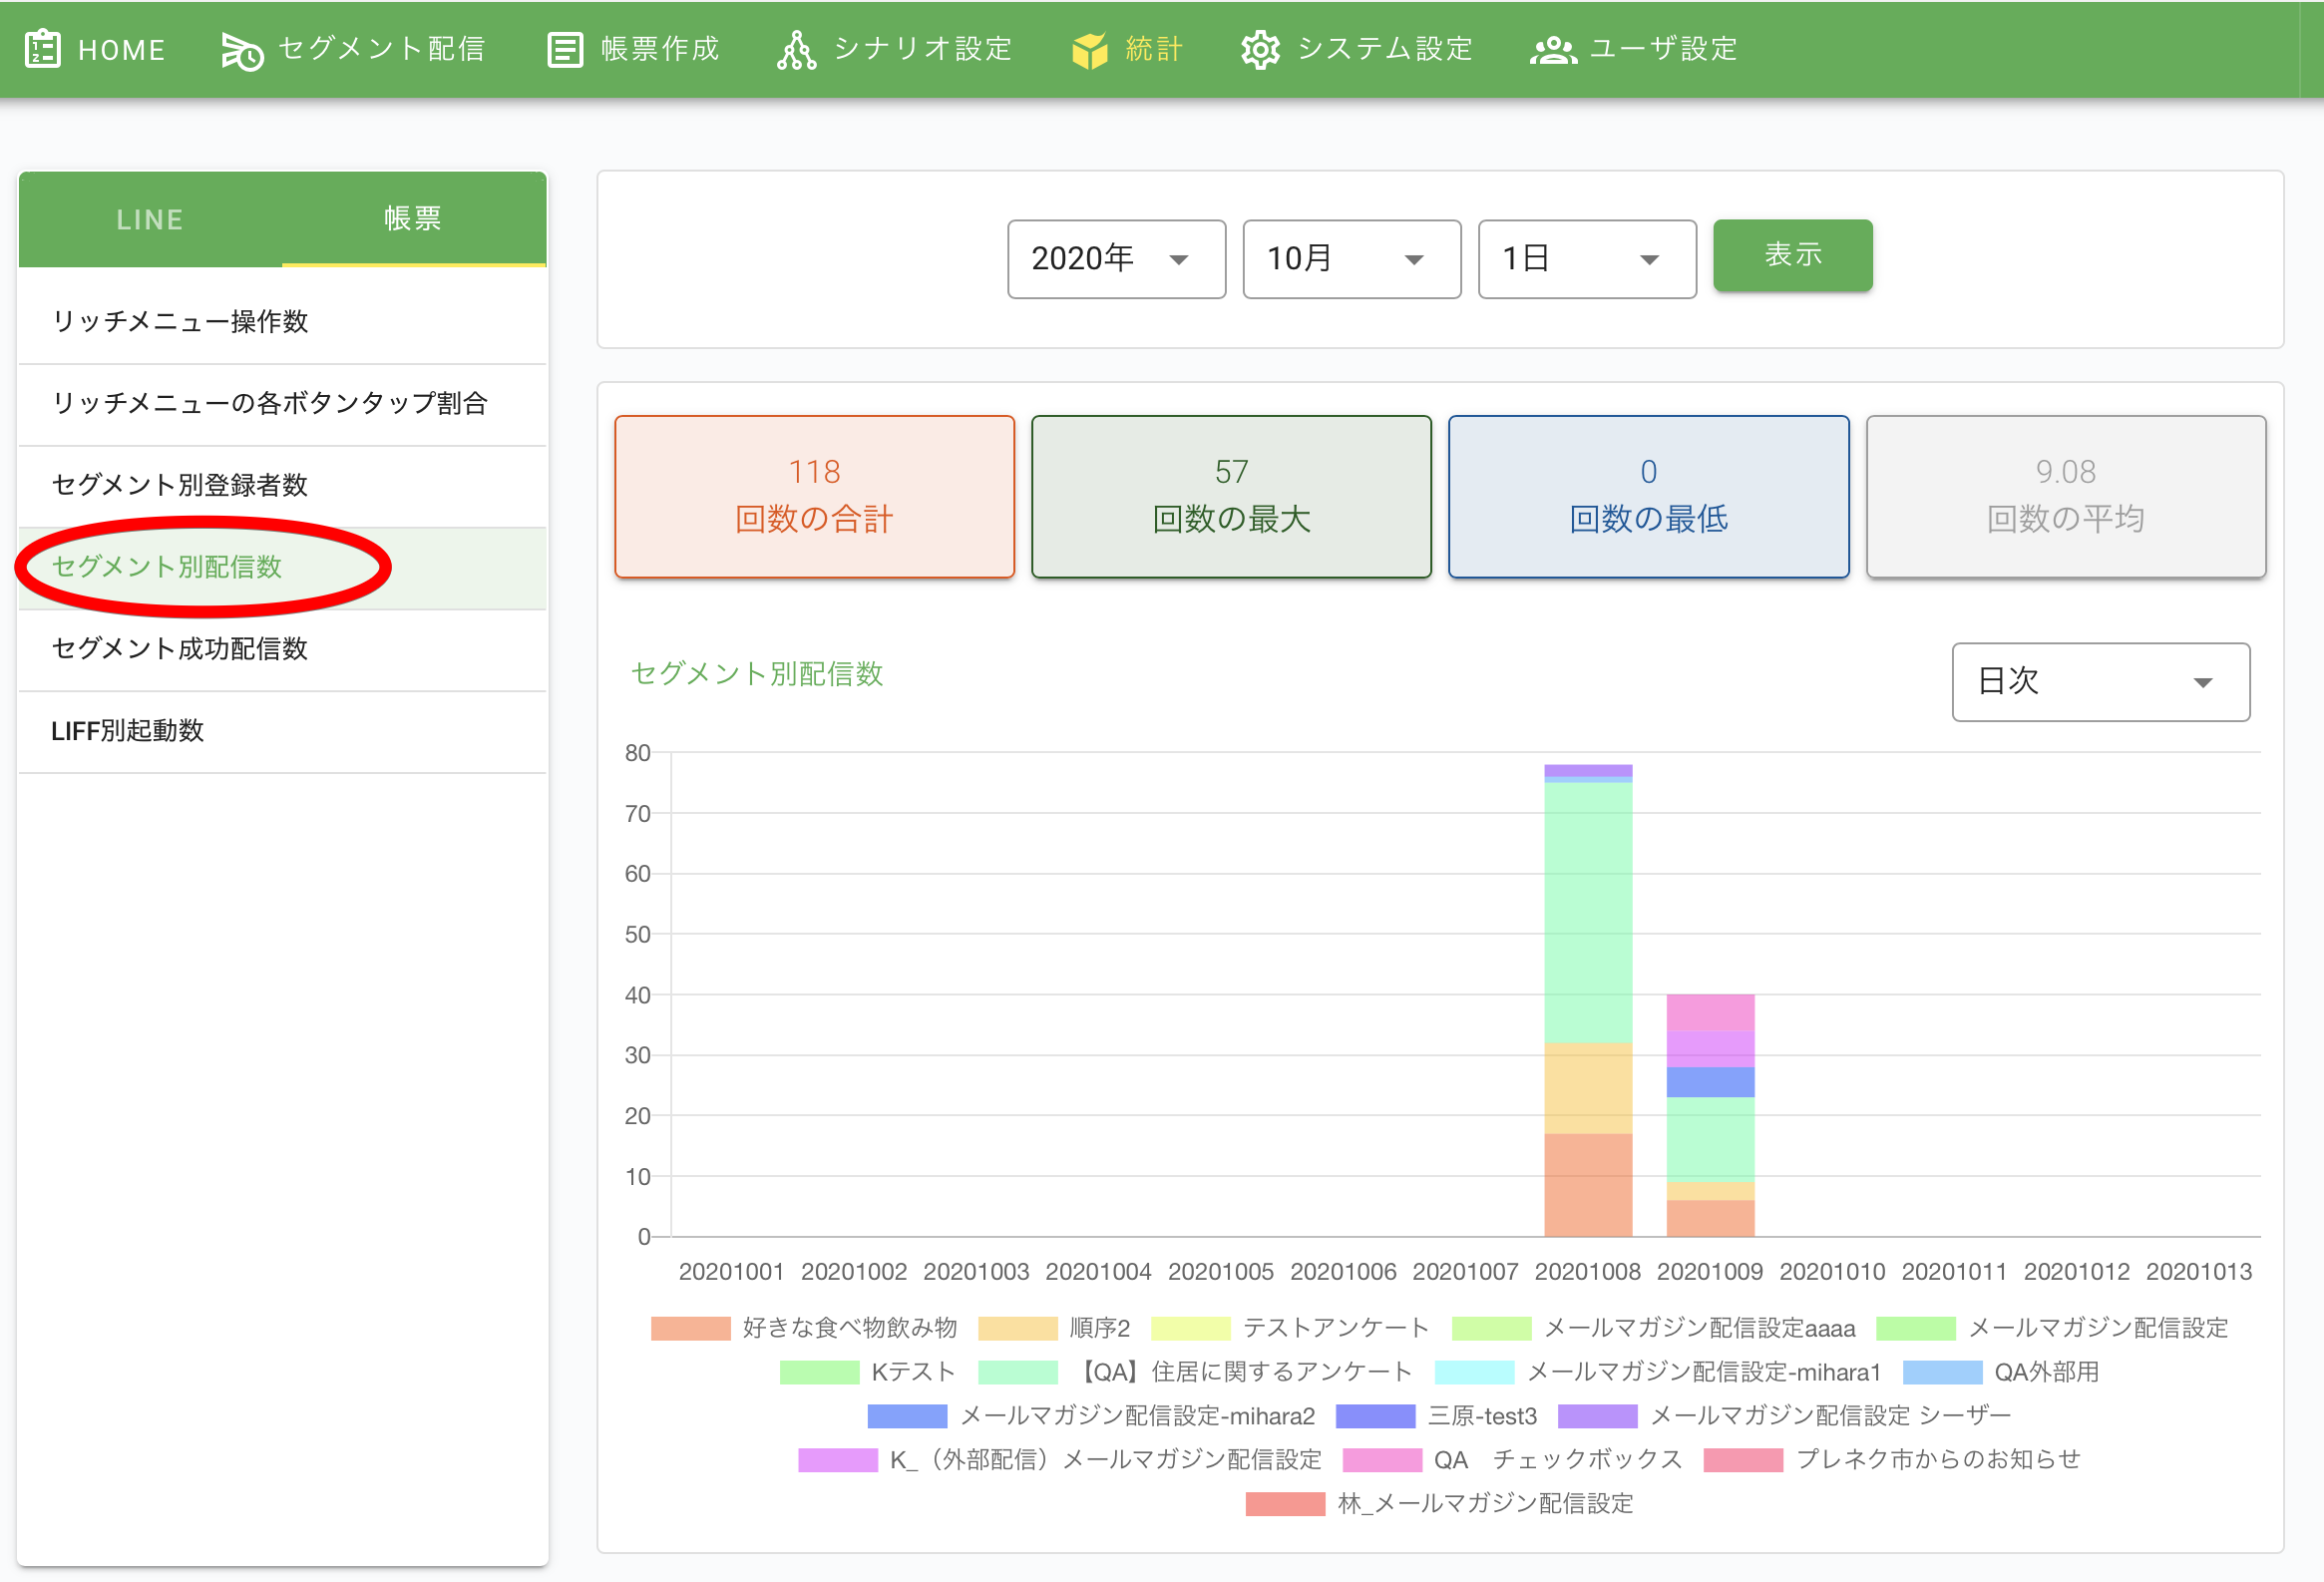 HOME セグメント配信 帳票作成 シナリオ設定 統計 システム設定 ユーザ設定
LINE 帳票
リッチメニュー操作数
リッチメニューの各ボタンタップ割合
セグメント別登録者数
セグメント別配信数
セグメント成功配信数
LIFF別起動数
2020年 10月 1日 表示
118 57 0 9.08
回数の合計 回数の最大 回数の最低 回数の平均
セグメント別配信数 日次
80
70
60
50
40
30
20
10
0
20201001 20201002 20201003 20201004 20201005 20201006 20201007 20201008 20201009 20201010 20201011 20201012 20201013
好きな食べ物飲み物 順序2 テストアンケート メールマガジン配信設定aaaa メールマガジン配信設定
Kテスト 【QA】住居に関するアンケート メールマガジン配信設定-mihara1 QA外部用
メールマガジン配信設定-mihara2 三原-test3 メールマガジン配信設定 シーザー
K_（外部配信）メールマガジン配信設定 QA　チェックボックス プレネク市からのお知らせ
林_メールマガジン配信設定